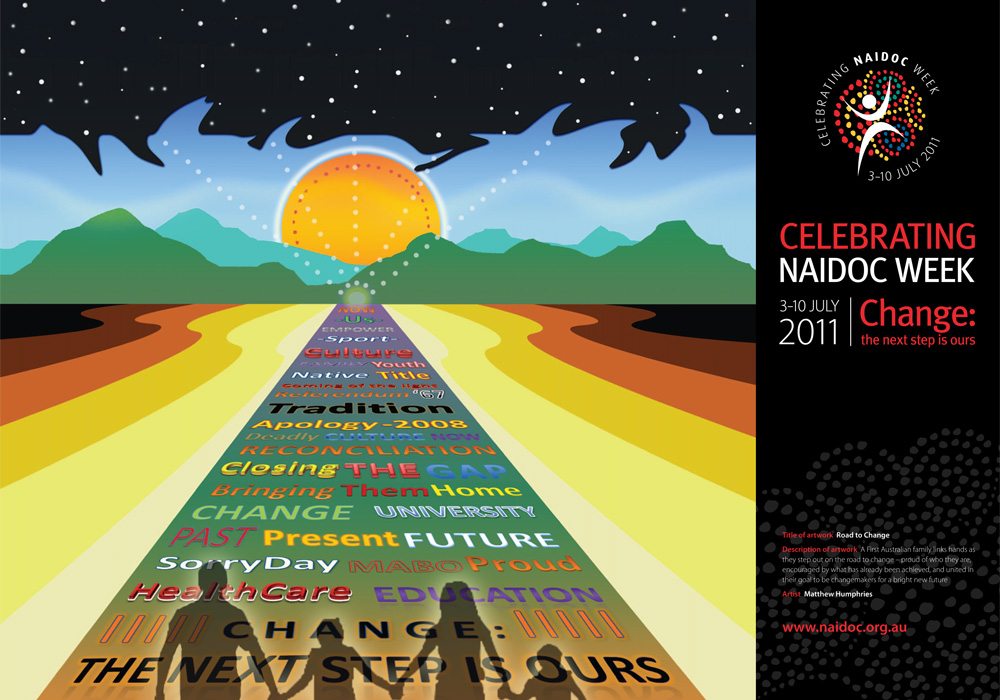 NOW
-Us-
EMPOWER
-Sport-
Culture
FAMILY Youth
Native Title
Coming of the light
Referendum '67
Tradition
Apology-2008
Deadly CULTURE NOW
RECONCILIATION
Closing THE GAP
Bringing Them Home
CHANGE UNIVERSITY
PAST Present FUTURE
SorryDay MABO Proud
HealthCare EDUCATION
CHANGE:
THE NEXT STEP IS OURS
CELEBRATING NAIDOC WEEK
3-10 JULY 2011
CELEBRATING
NAIDOC WEEK
3-10 JULY
2011
Change:
the next step is ours
Title of artwork Road to Change
Description of artwork A First Australian family links hands as
they step out on the road to change – proud of who they are,
encouraged by what has already been achieved, and united in
their goal to be changemakers for a bright new future
Artist Matthew Humphries
www.naidoc.org.au